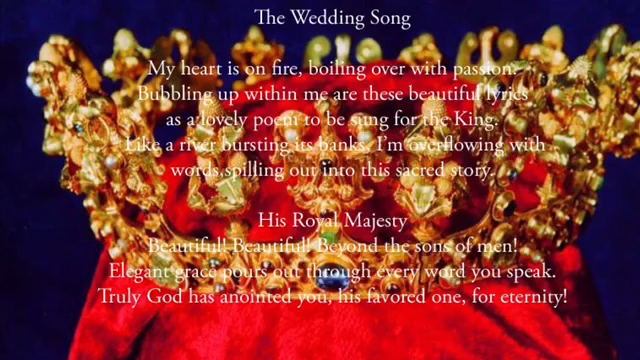 The Wedding Song
My heart is on fire, boiling over with passion.
Bubbling up within me are these beautiful lyrics
as a lovely poem to be sung for the King.
Like a river bursting its banks, I'm overflowing with
words,spilling out into this sacred story.
His Royal Majesty
Beautiful! Beautiful! Beyond the sons of men!
Elegant grace pours out through every word you speak.
Truly God has anointed you, his favored one, for eternity!